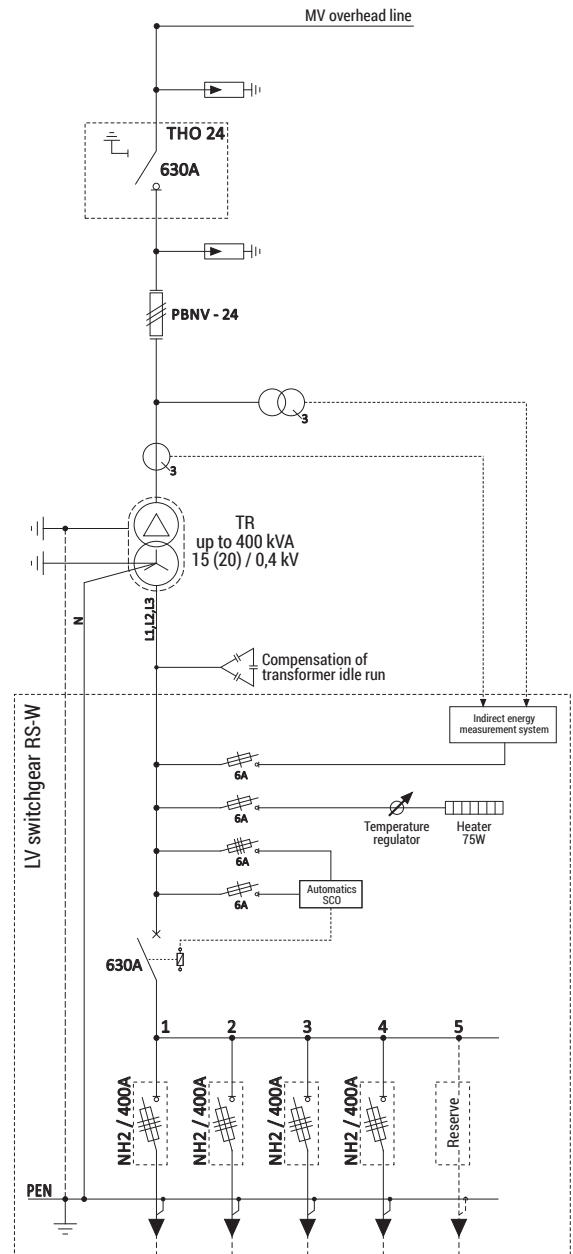 MV overhead line
THO 24
630A
PBNV - 24
3
3
TR
up to 400 kVA
15 (20) / 0,4 kV
N
L1,L2,L3
Compensation of
transformer idle run
LV switchgear RS-W
Indirect energy
measurement system
6A
6A
Temperature
regulator
Heater
75W
6A
Automatics
SCO
6A
630A
1
2
3
4
5
NH2 / 400A
NH2 / 400A
NH2 / 400A
NH2 / 400A
Reserve
PEN